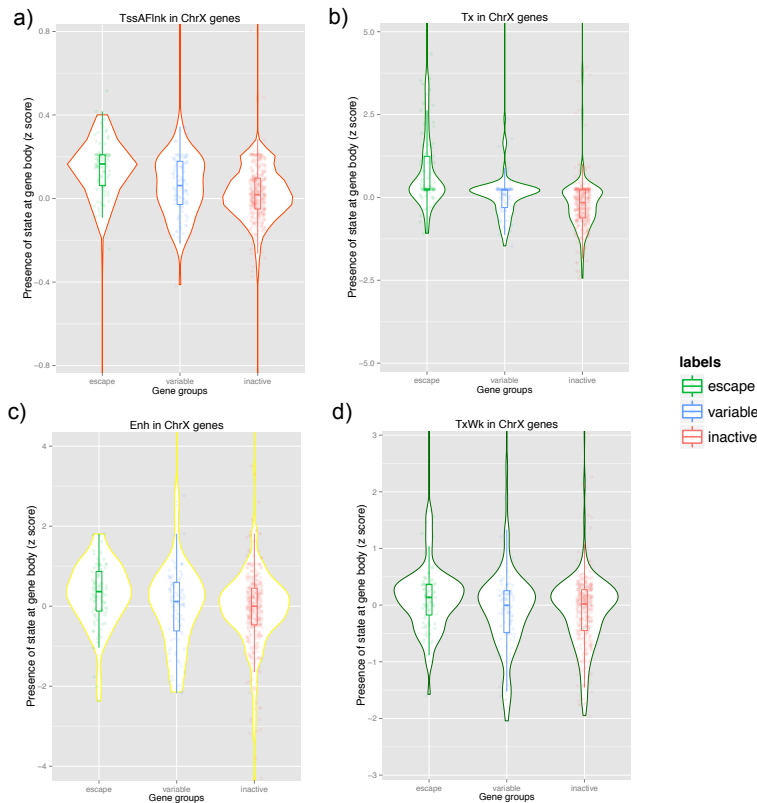 a)
TssAFlnk in ChrX genes
Presence of state at gene body (z score)
0.8
0.4
0.0
−0.4
−0.8
escape variable inactive
Gene groups
b)
Tx in ChrX genes
Presence of state at gene body (z score)
5.0
2.5
0.0
−2.5
−5.0
escape variable inactive
Gene groups
labels
escape
variable
inactive
c)
Enh in ChrX genes
Presence of state at gene body (z score)
4
2
0
−2
−4
escape variable inactive
Gene groups
d)
TxWk in ChrX genes
Presence of state at gene body (z score)
3
2
1
0
−1
−2
−3
escape variable inactive
Gene groups